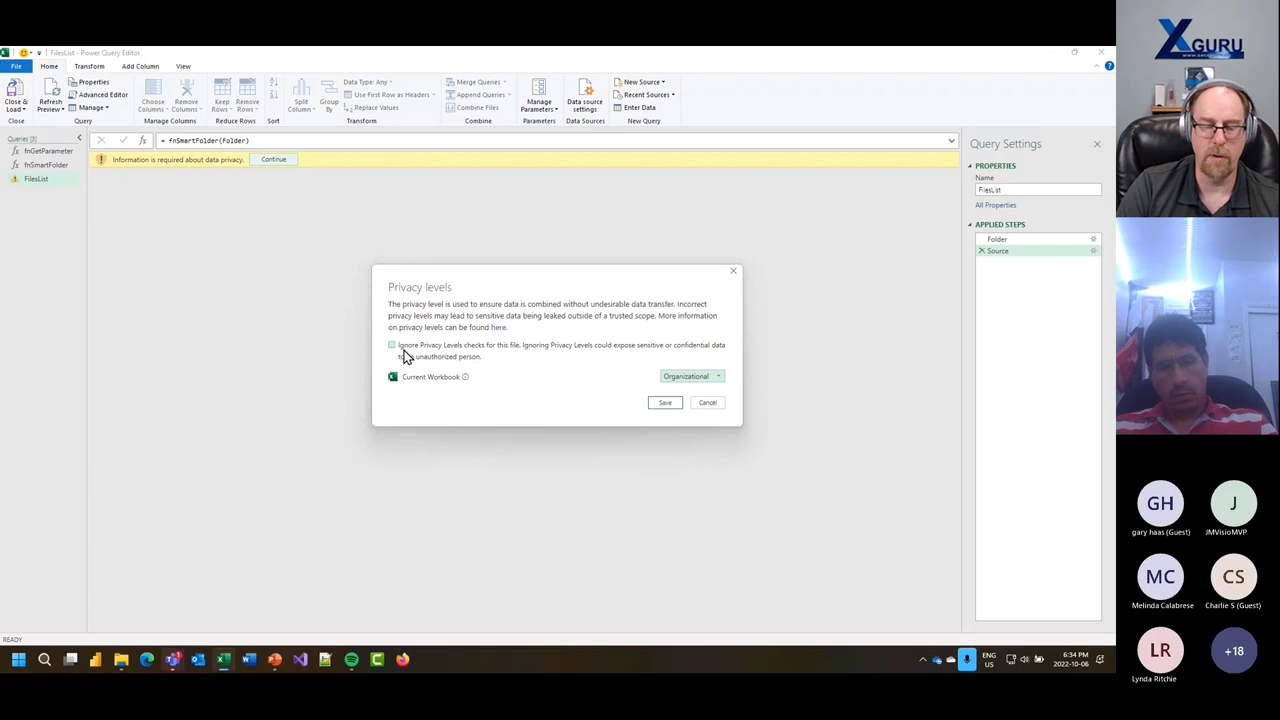 FilesList - Power Query Editor
File
Home
Transform
Add Column
View
Close & Load
Close
Refresh Preview
Properties
Advanced Editor
Manage
Query
Choose Columns
Remove Columns
Manage Columns
Keep Rows
Remove Rows
Reduce Rows
Sort
Split Column
Group By
Data Type: Any
Use First Row as Headers
Replace Values
Transform
Merge Queries
Append Queries
Combine Files
Combine
Manage Parameters
Parameters
Data source settings
Data Sources
New Source
Recent Sources
Enter Data
New Query
Queries [3]
fnGetParameter
fnSmartFolder
FilesList
fx
= fnSmartFolder(Folder)
Information is required about data privacy.
Continue
Privacy levels
The privacy level is used to ensure data is combined without undesirable data transfer. Incorrect
privacy levels may lead to sensitive data being leaked outside of a trusted scope. More information
on privacy levels can be found here.
Ignore Privacy Levels checks for this file. Ignoring Privacy Levels could expose sensitive or confidential data
unauthorized person.
Current Workbook
Organizational
Save
Cancel
Query Settings
PROPERTIES
Name
FilesList
All Properties
APPLIED STEPS
Folder
Source
READY
ENG
US
6:34 PM
2022-10-06
XGURU
GH
gary haas (Guest)
J
JMVisioMVP
MC
Melinda Calabrese
CS
Charlie S (Guest)
LR
Lynda Ritchie
+18